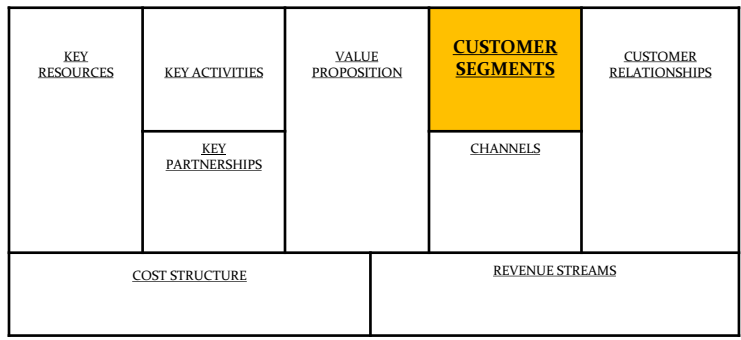 KEY
RESOURCES
KEY ACTIVITIES
VALUE
PROPOSITION
CUSTOMER
SEGMENTS
CUSTOMER
RELATIONSHIPS
KEY
PARTNERSHIPS
CHANNELS
COST STRUCTURE
REVENUE STREAMS